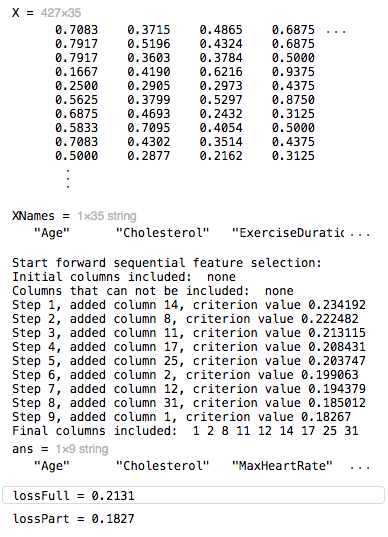 X = 427×35
0.7083 0.3715 0.4865 0.6875 ...
0.7917 0.5196 0.4324 0.6875
0.7917 0.3603 0.3784 0.5000
0.1667 0.4190 0.6216 0.9375
0.2500 0.2905 0.2973 0.4375
0.5625 0.3799 0.5297 0.8750
0.6875 0.4693 0.2432 0.3125
0.5833 0.7095 0.4054 0.5000
0.7083 0.4302 0.3514 0.4375
0.5000 0.2877 0.2162 0.3125
⋮
XNames = 1×35 string
"Age" "Cholesterol" "ExerciseDuratic ...
Start forward sequential feature selection:
Initial columns included: none
Columns that can not be included: none
Step 1, added column 14, criterion value 0.234192
Step 2, added column 8, criterion value 0.222482
Step 3, added column 11, criterion value 0.213115
Step 4, added column 17, criterion value 0.208431
Step 5, added column 25, criterion value 0.203747
Step 6, added column 2, criterion value 0.199063
Step 7, added column 12, criterion value 0.194379
Step 8, added column 31, criterion value 0.185012
Step 9, added column 1, criterion value 0.18267
Final columns included: 1 2 8 11 12 14 17 25 31
ans = 1×9 string
"Age" "Cholesterol" "MaxHeartRate" ...
lossFull = 0.2131
lossPart = 0.1827